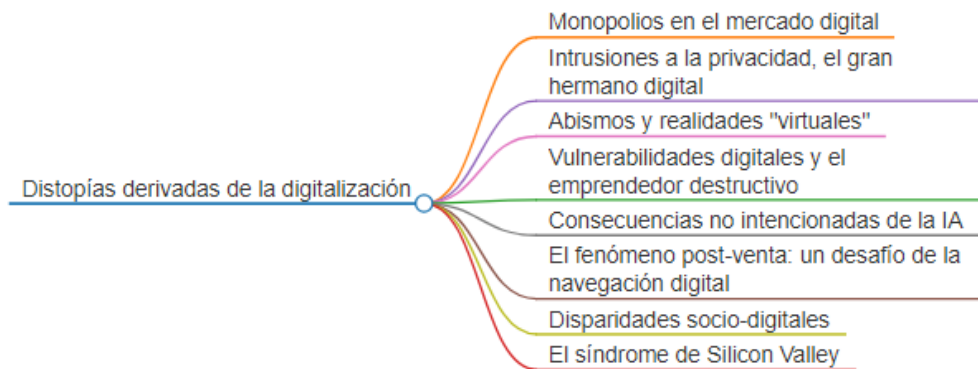 Monopolios en el mercado digital
Intrusiones a la privacidad, el gran
hermano digital
Abismos y realidades "virtuales"
Vulnerabilidades digitales y el
emprendedor destructivo
Distopías derivadas de la digitalización
Consecuencias no intencionadas de la IA
El fenómeno post-venta: un desafío de la
navegación digital
Disparidades socio-digitales
El síndrome de Silicon Valley